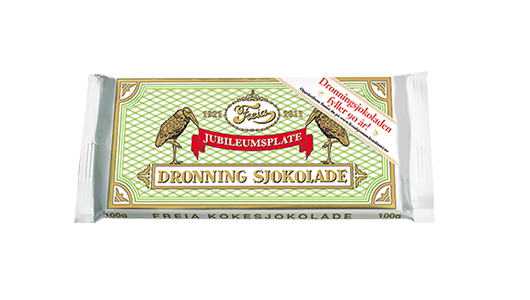 Dronningsjokoladen
fyller 90 år!
1921 Freia 2011
JUBILEUMSPLATE
DRONNING SJOKOLADE
100g FREIA KOKESJOKOLADE 100g